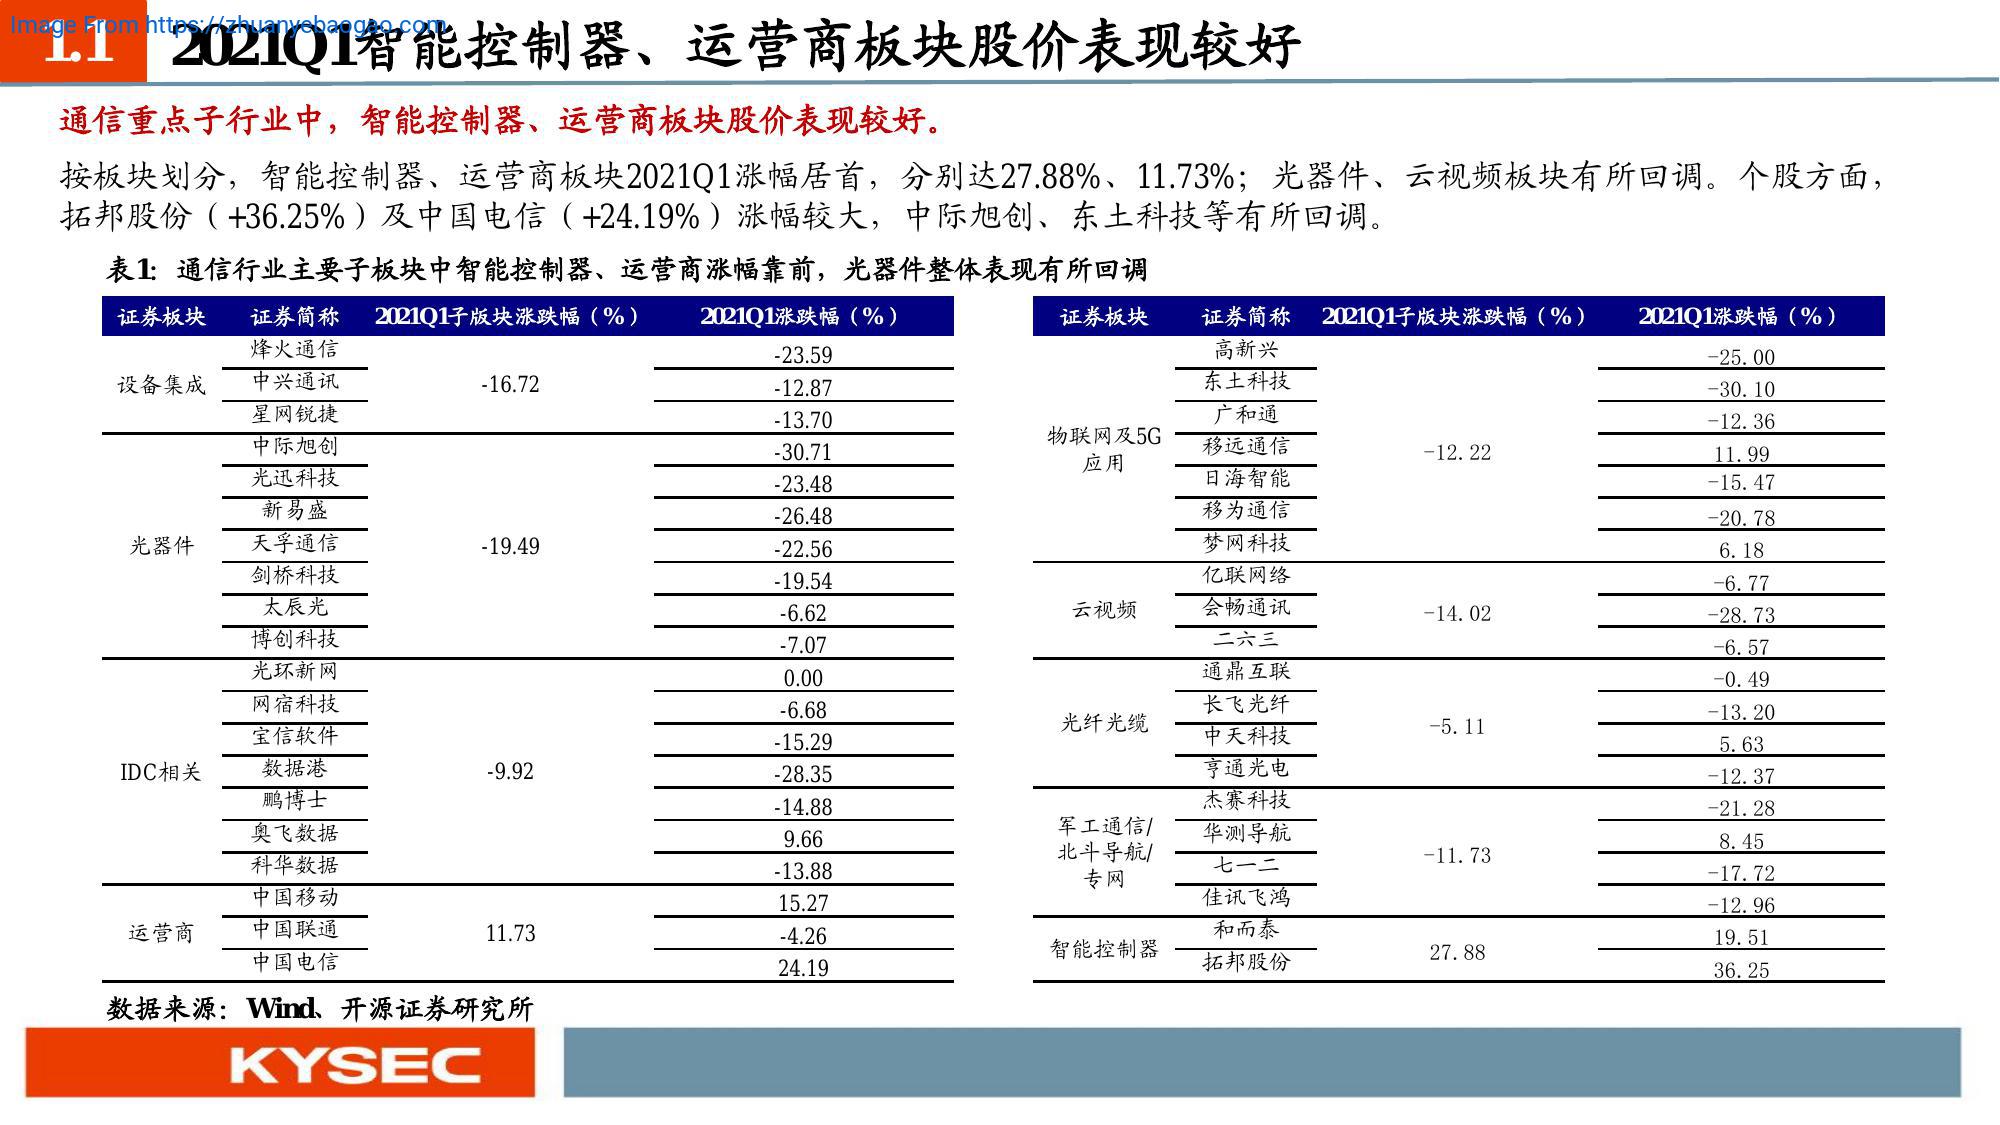 Image From https://zhuanyebaogao.com
1.1 2021Q1智能控制器、运营商板块股价表现较好
通信重点子行业中，智能控制器、运营商板块股价表现较好。
按板块划分，智能控制器、运营商板块2021Q1涨幅居首，分别达27.88%、11.73%；光器件、云视频板块有所回调。个股方面，
拓邦股份（+36.25%）及中国电信（+24.19%）涨幅较大，中际旭创、东土科技等有所回调。
表1：通信行业主要子板块中智能控制器、运营商涨幅靠前，光器件整体表现有所回调
证券板块 证券简称 2021Q1子版块涨跌幅（%） 2021Q1涨跌幅（%）
设备集成 烽火通信 -16.72 -23.59
中兴通讯 -12.87
星网锐捷 -13.70
光器件 中际旭创 -19.49 -30.71
光迅科技 -23.48
新易盛 -26.48
天孚通信 -22.56
剑桥科技 -19.54
太辰光 -6.62
博创科技 -7.07
IDC相关 光环新网 -9.92 0.00
网宿科技 -6.68
宝信软件 -15.29
数据港 -28.35
鹏博士 -14.88
奥飞数据 9.66
科华数据 -13.88
运营商 中国移动 11.73 15.27
中国联通 -4.26
中国电信 24.19
证券板块 证券简称 2021Q1子版块涨跌幅（%） 2021Q1涨跌幅（%）
物联网及5G
应用 高新兴 -12.22 -25.00
东土科技 -30.10
广和通 -12.36
移远通信 11.99
日海智能 -15.47
移为通信 -20.78
梦网科技 6.18
云视频 亿联网络 -14.02 -6.77
会畅通讯 -28.73
二六三 -6.57
光纤光缆 通鼎互联 -5.11 -0.49
长飞光纤 -13.20
中天科技 5.63
亨通光电 -12.37
军工通信/
北斗导航/
专网 杰赛科技 -11.73 -21.28
华测导航 8.45
七一二 -17.72
佳讯飞鸿 -12.96
智能控制器 和而泰 27.88 19.51
拓邦股份 36.25
数据来源：Wind、开源证券研究所
KYSEC